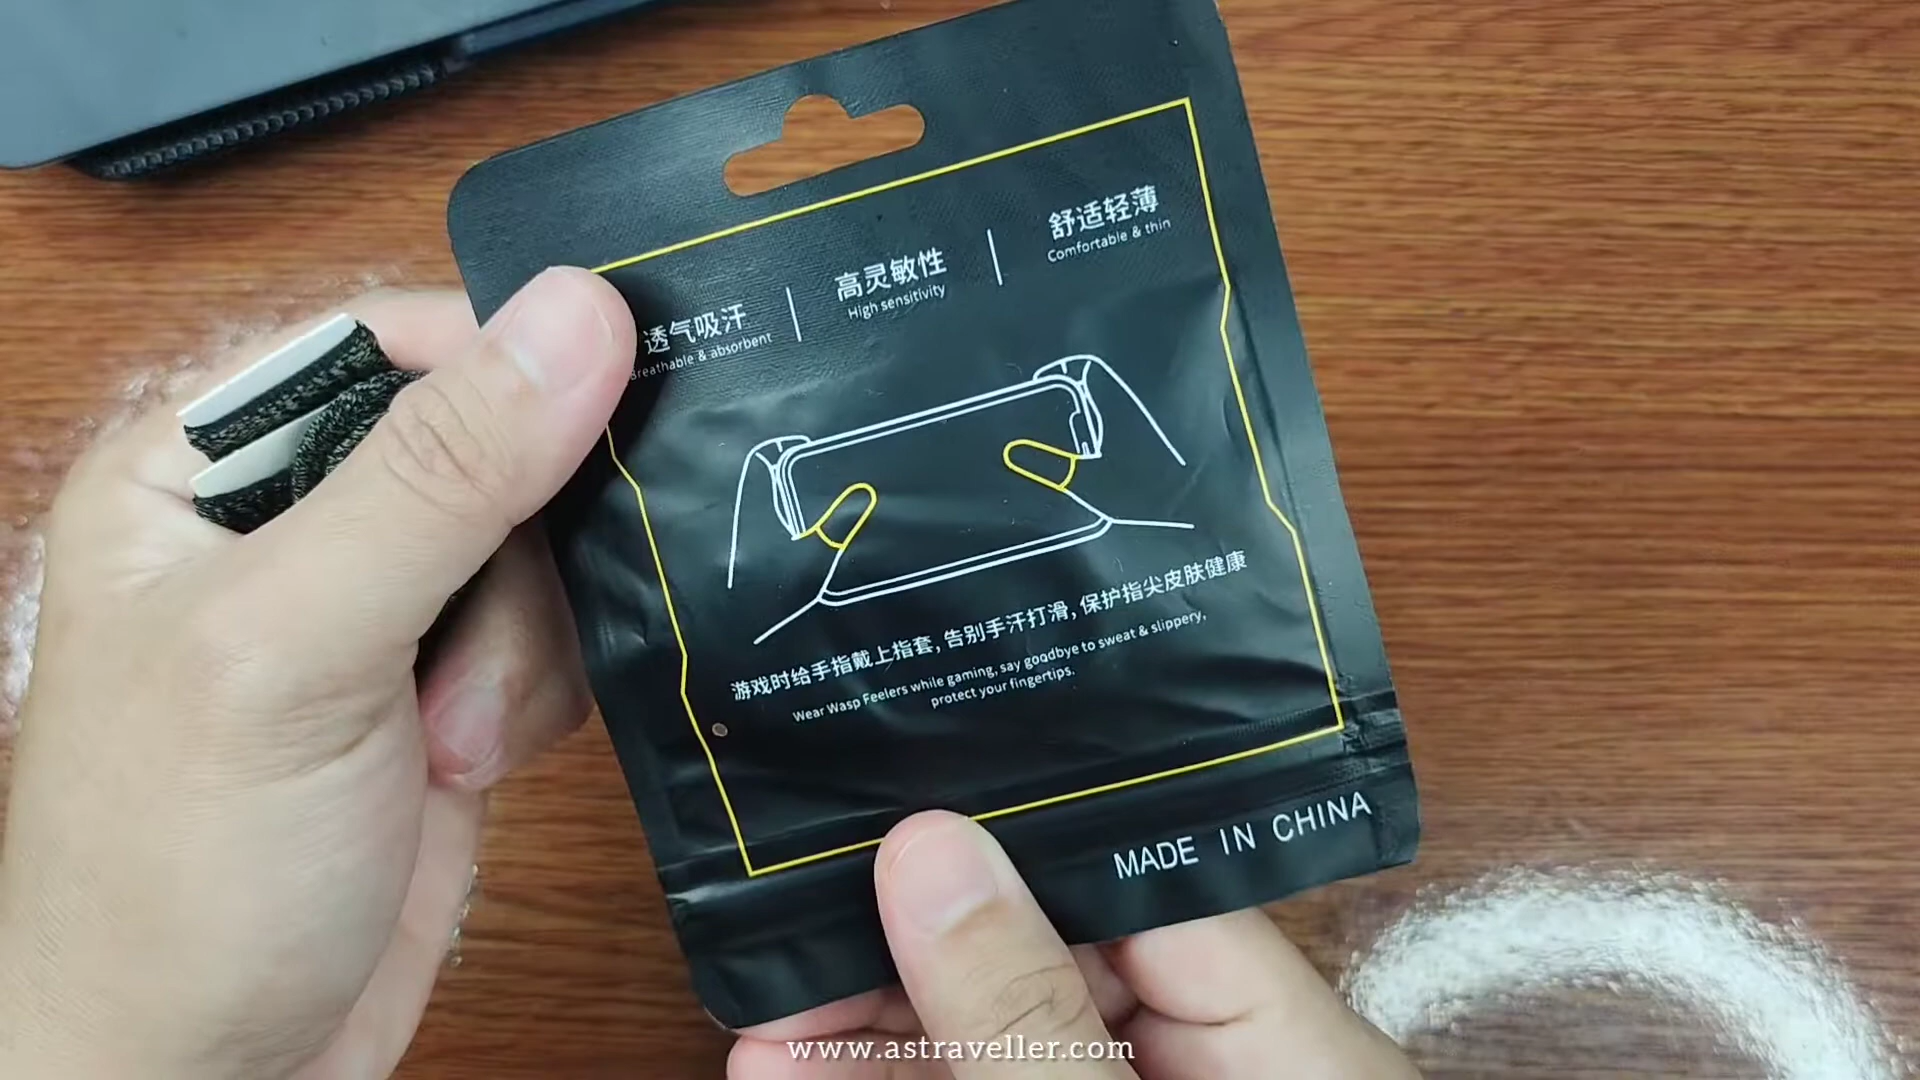 透气吸汗
Breathable & absorbent
高灵敏性
High sensitivity
舒适轻薄
Comfortable & thin
游戏时给手指戴上指套,告别手汗打滑,保护指尖皮肤健康
Wear Wasp Feelers while gaming, say goodbye to sweat & slippery,
protect your fingertips.
MADE IN CHINA
www.astraveller.com